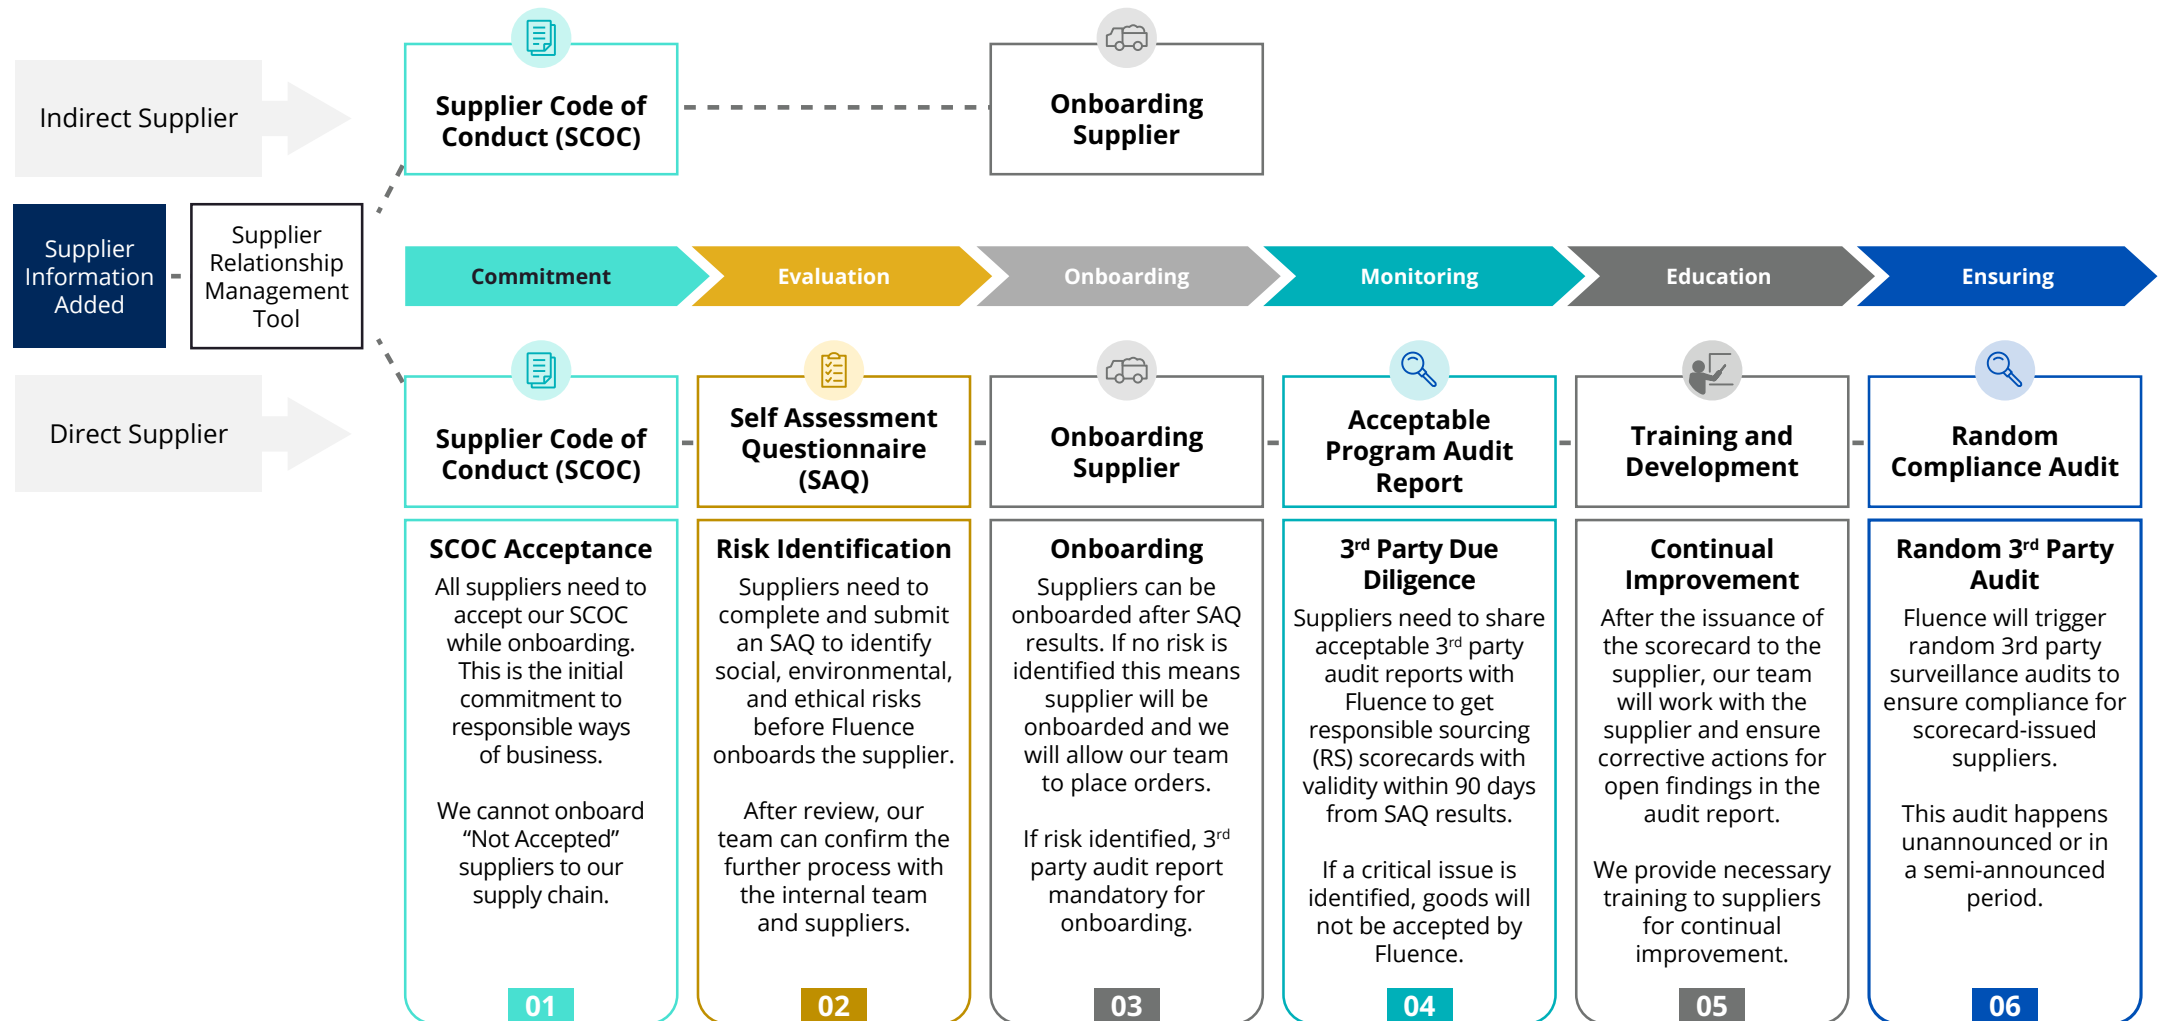 Indirect Supplier
Supplier Code of
Conduct (SCOC)
Onboarding
Supplier
Supplier
Information
Added
Supplier
Relationship
Management
Tool
Commitment
Evaluation
Onboarding
Monitoring
Education
Ensuring
Direct Supplier
Supplier Code of
Conduct (SCOC)
Self Assessment
Questionnaire
(SAQ)
Onboarding
Supplier
Acceptable
Program Audit
Report
Training and
Development
Random
Compliance Audit
SCOC Acceptance
All suppliers need to
accept our SCOC
while onboarding.
This is the initial
commitment to
responsible ways
of business.
We cannot onboard
“Not Accepted”
suppliers to our
supply chain.
01
Risk Identification
Suppliers need to
complete and submit
an SAQ to identify
social, environmental,
and ethical risks
before Fluence
onboards the supplier.
After review, our
team can confirm the
further process with
the internal team
and suppliers.
02
Onboarding
Suppliers can be
onboarded after SAQ
results. If no risk is
identified this means
supplier will be
onboarded and we
will allow our team
to place orders.
If risk identified, 3rd
party audit report
mandatory for
onboarding.
03
3rd Party Due
Diligence
Suppliers need to share
acceptable 3rd party
audit reports with
Fluence to get
responsible sourcing
(RS) scorecards with
validity within 90 days
from SAQ results.
If a critical issue is
identified, goods will
not be accepted by
Fluence.
04
Continual
Improvement
After the issuance of
the scorecard to the
supplier, our team
will work with the
supplier and ensure
corrective actions for
open findings in the
audit report.
We provide necessary
training to suppliers
for continual
improvement.
05
Random 3rd Party
Audit
Fluence will trigger
random 3rd party
surveillance audits to
ensure compliance for
scorecard-issued
suppliers.
This audit happens
unannounced or in
a semi-announced
period.
06